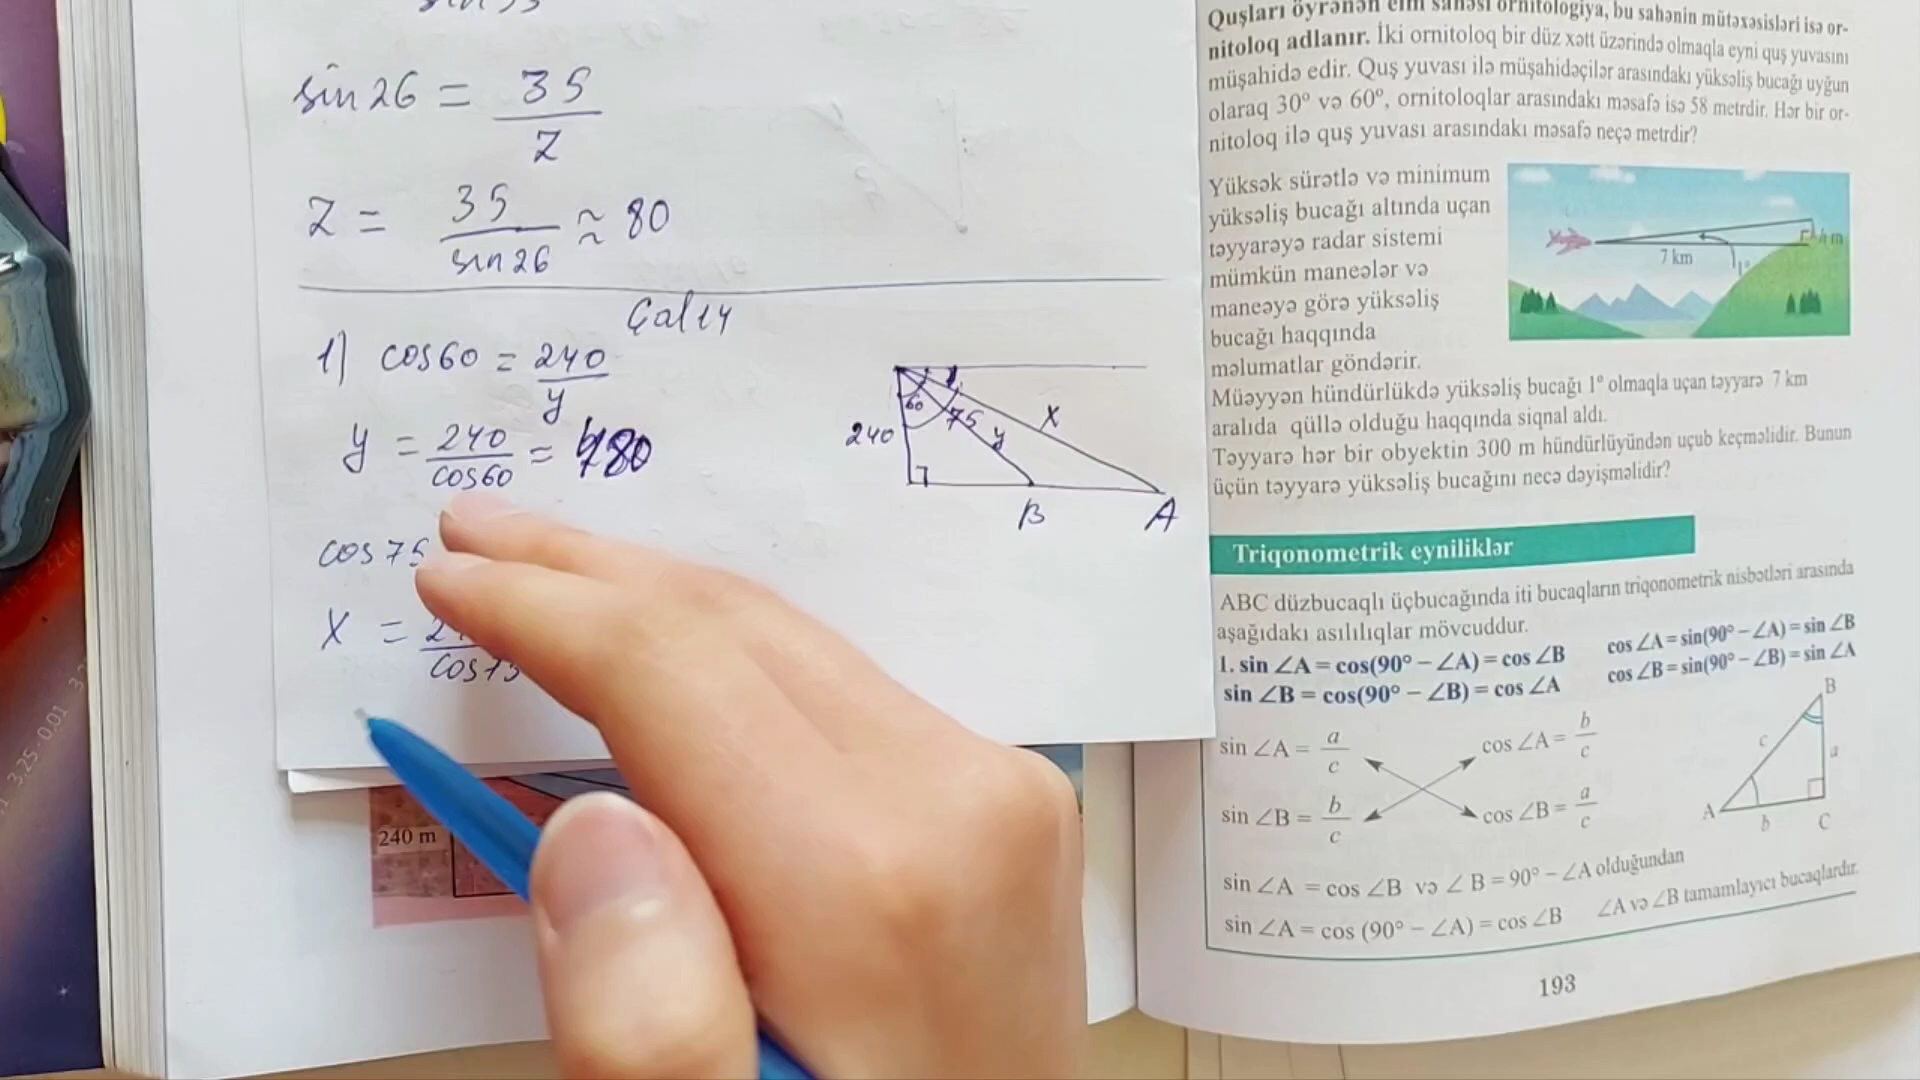 sin 26 = 35/z
z = 35/sin 26 ≈ 80
Çal 14
1) cos 60 = 240/y
y = 240/cos 60 = 480
cos 75
x =
cos 75
240
60
75
y
x
B
A
240 m
Quşları öyrənən elm sahəsi ornitologiya, bu sahənin mütəxəsisləri isə or-
nitoloq adlanır. İki ornitoloq bir düz xətt üzərində olmaqla eyni quş yuvasını
müşahidə edir. Quş yuvası ilə müşahidəçilər arasındakı yüksəliş bucağı uyğun
olaraq 30° və 60°, ornitoloqlar arasındakı məsafə isə 58 metrdir. Hər bir or-
nitoloq ilə quş yuvası arasındakı məsafə neçə metrdir?
Yüksək sürətlə və minimum
yüksəliş bucağı altında uçan
təyyarəyə radar sistemi
mümkün maneələr və
maneəyə görə yüksəliş
bucağı haqqında
məlumatlar göndərir.
7 km
1°
h m
Müəyyən hündürlükdə yüksəliş bucağı 1° olmaqla uçan təyyarə 7 km
aralıda qüllə olduğu haqqında siqnal aldı.
Təyyarə hər bir obyektin 300 m hündürlüyündən uçub keçməlidir. Bunun
üçün təyyarə yüksəliş bucağını necə dəyişməlidir?
Triqonometrik eyniliklər
ABC düzbucaqlı üçbucağında iti bucaqların triqonometrik nisbətləri arasında
aşağıdakı asılılıqlar mövcuddur.
1. sin ∠A = cos(90° – ∠A) = cos ∠B cos ∠A = sin(90° – ∠A) = sin ∠B
sin ∠B = cos(90° – ∠B) = cos ∠A cos ∠B = sin(90° – ∠B) = sin ∠A
sin ∠A = a/c cos ∠A = b/c
sin ∠B = b/c cos ∠B = a/c
B
c
a
A
b
C
sin ∠A = cos ∠B və ∠ B = 90° – ∠A olduğundan
sin ∠A = cos (90° – ∠A) = cos ∠B ∠A və ∠B tamamlayıcı bucaqlardır.
193